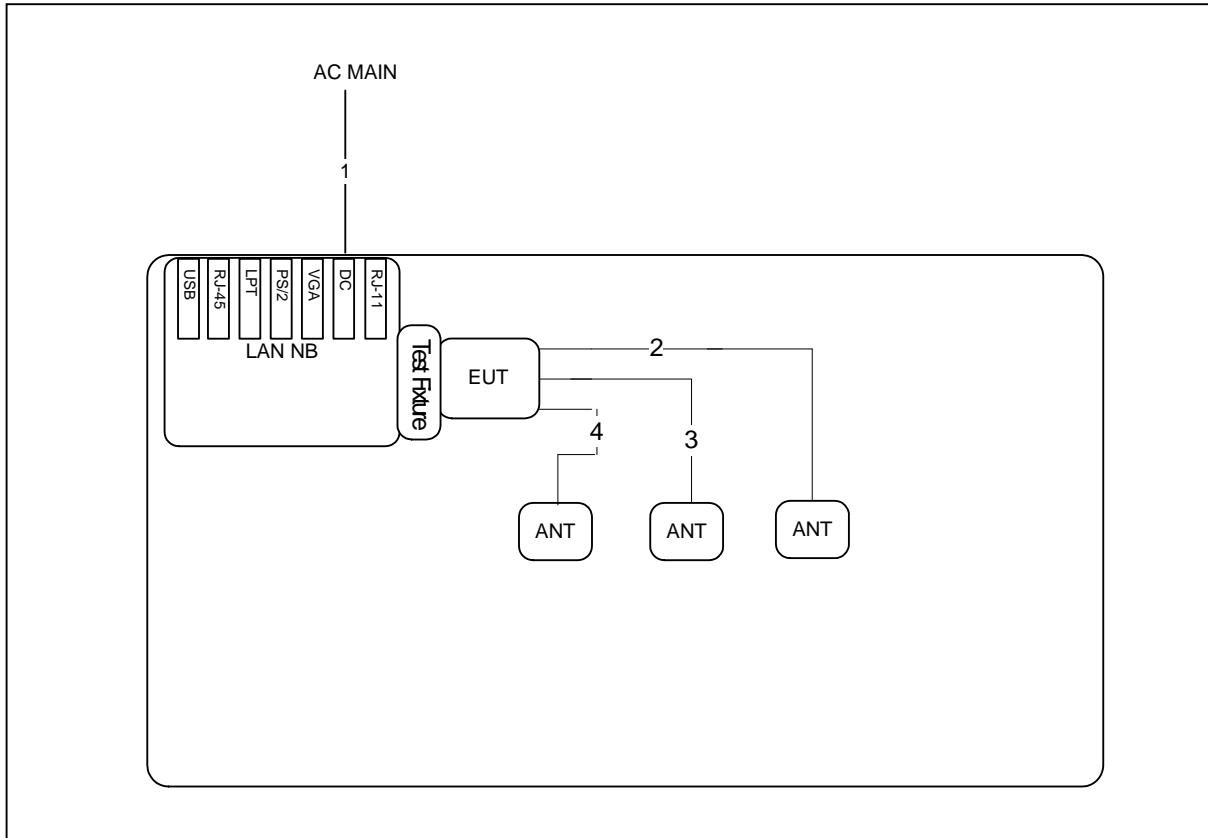 AC MAIN
1
USB
RJ-45
LPT
PS/2
VGA
DC
RJ-11
LAN NB
Test Fixture
EUT
2
3
4
ANT
ANT
ANT